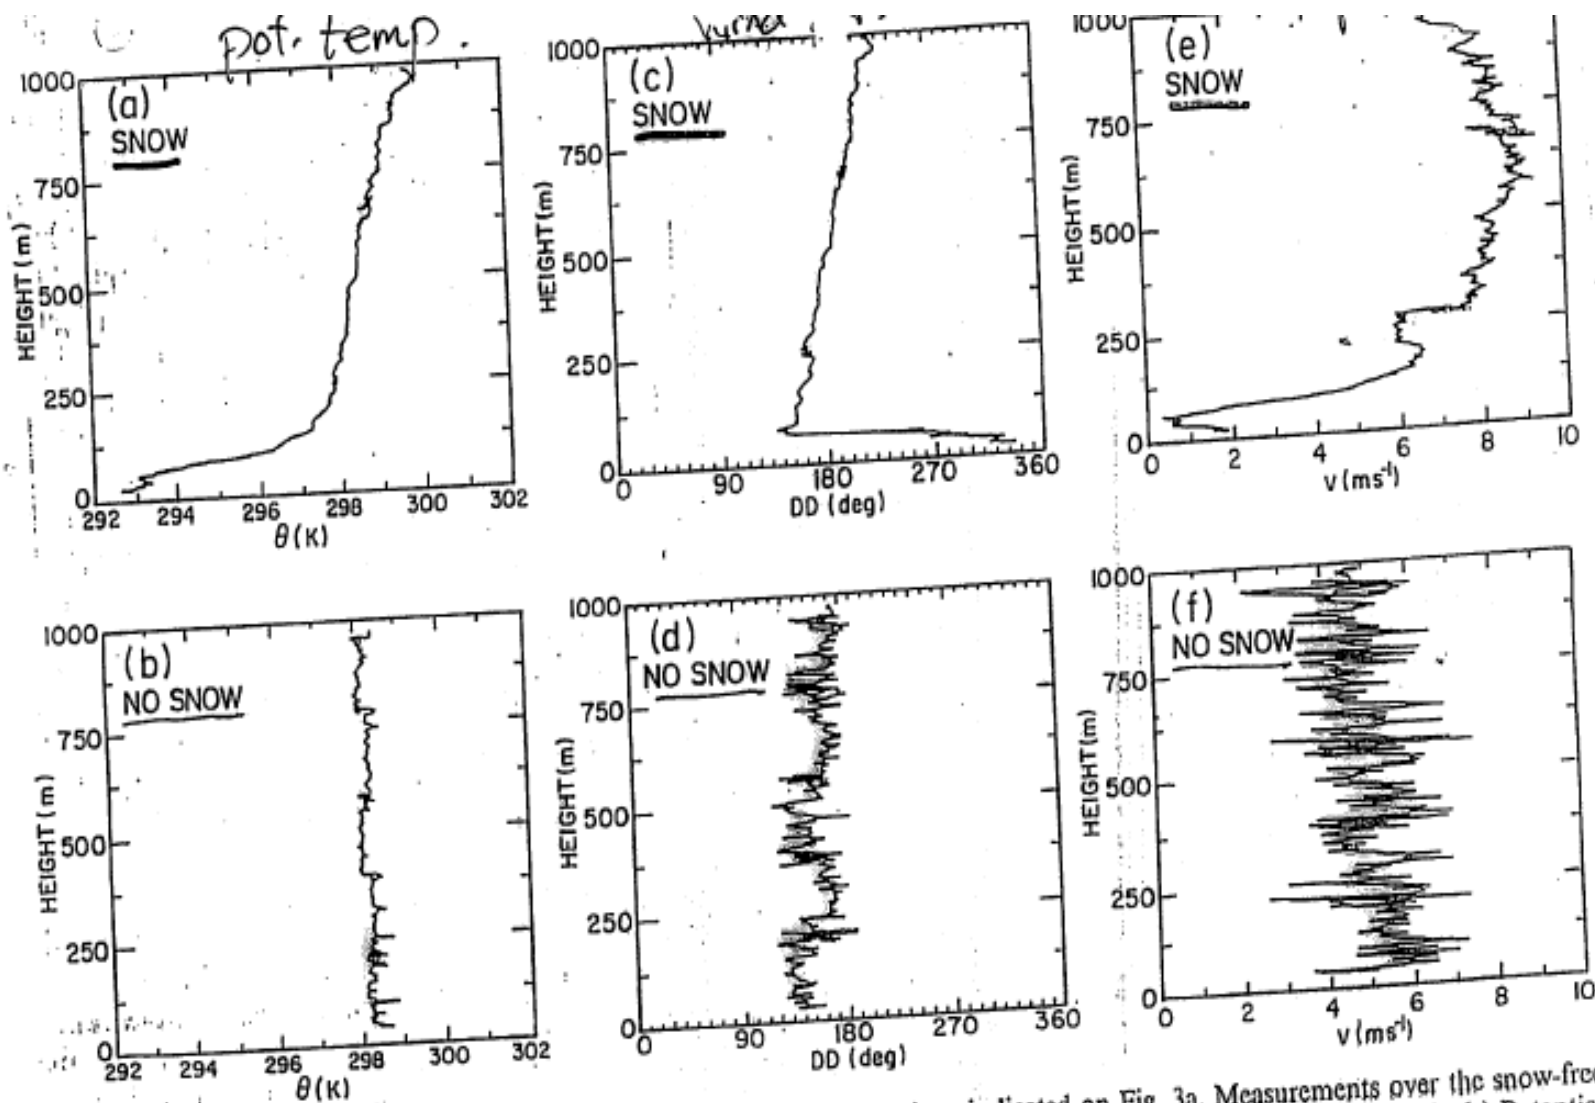 pot. temp.
(a)
SNOW
1000
750
500
250
0
HEIGHT (m)
292 294 296 298 300 302
θ (K)
(c)
SNOW
1000
750
500
250
0
HEIGHT (m)
0 90 180 270 360
DD (deg)
(e)
SNOW
1000
750
500
250
0
HEIGHT (m)
0 2 4 6 8 10
V (ms⁻¹)
(b)
NO SNOW
1000
750
500
250
0
HEIGHT (m)
292 294 296 298 300 302
θ (K)
(d)
NO SNOW
1000
750
500
250
0
HEIGHT (m)
0 90 180 270 360
DD (deg)
(f)
NO SNOW
1000
750
500
250
0
HEIGHT (m)
0 2 4 6 8 10
V (ms⁻¹)
on Fig. 3a. Measurements over the snow-free